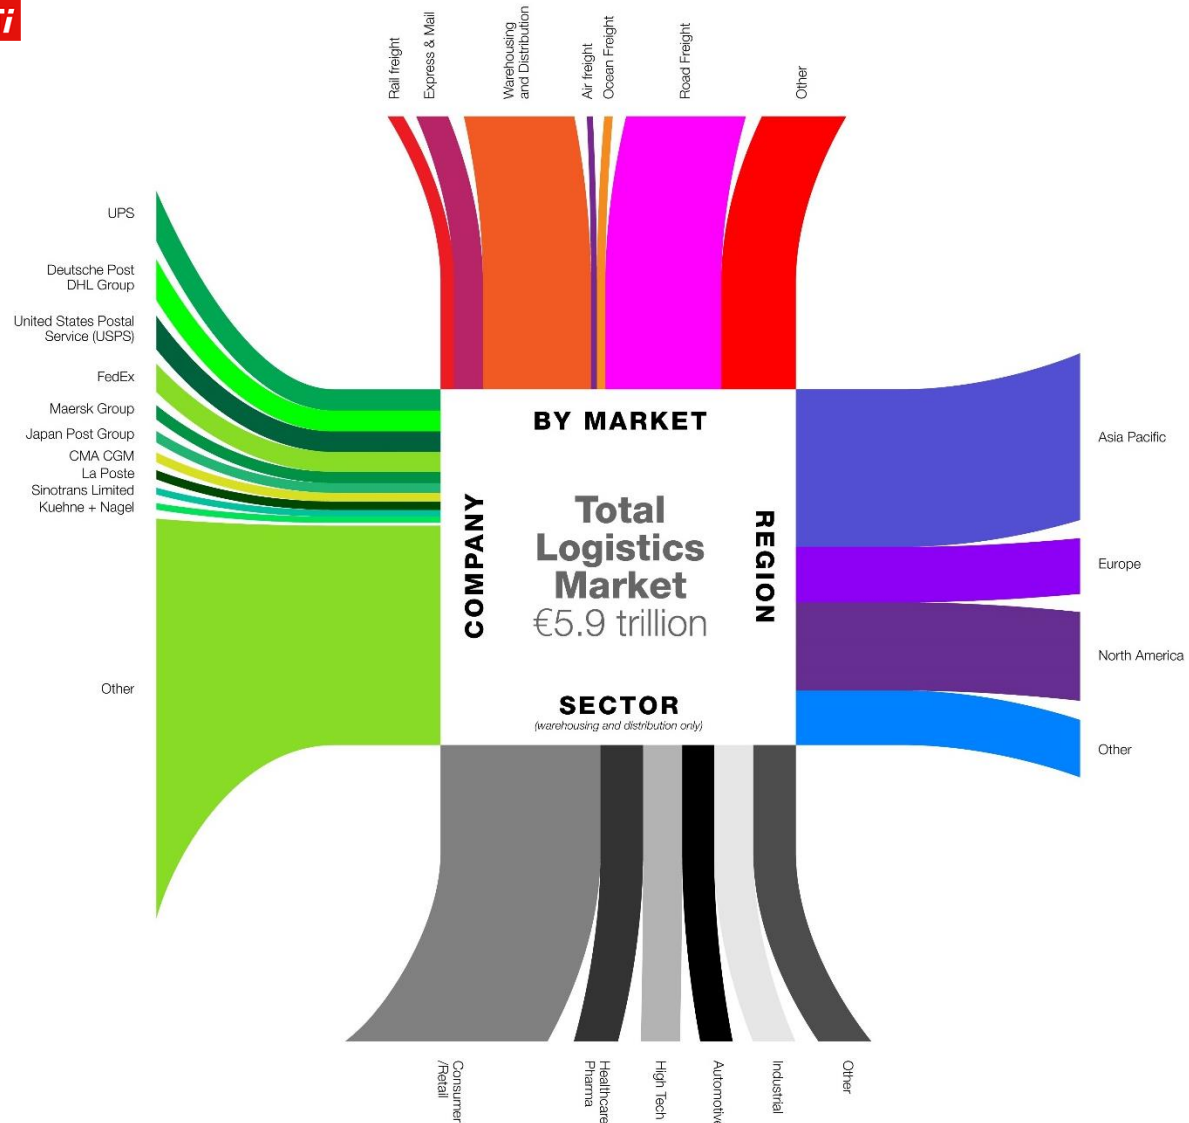 Rail freight
Express & Mail
Warehousing
and Distribution
Air freight
Ocean Freight
Road Freight
Other
UPS
Deutsche Post
DHL Group
United States Postal
Service (USPS)
FedEx
Maersk Group
Japan Post Group
CMA CGM
La Poste
Sinotrans Limited
Kuehne + Nagel
Other
BY MARKET
COMPANY
Total
Logistics
Market
€5.9 trillion
REGION
SECTOR
(warehousing and distribution only)
Asia Pacific
Europe
North America
Other
Consumer
/Retail
Healthcare
Pharma
High Tech
Automotive
Industrial
Other